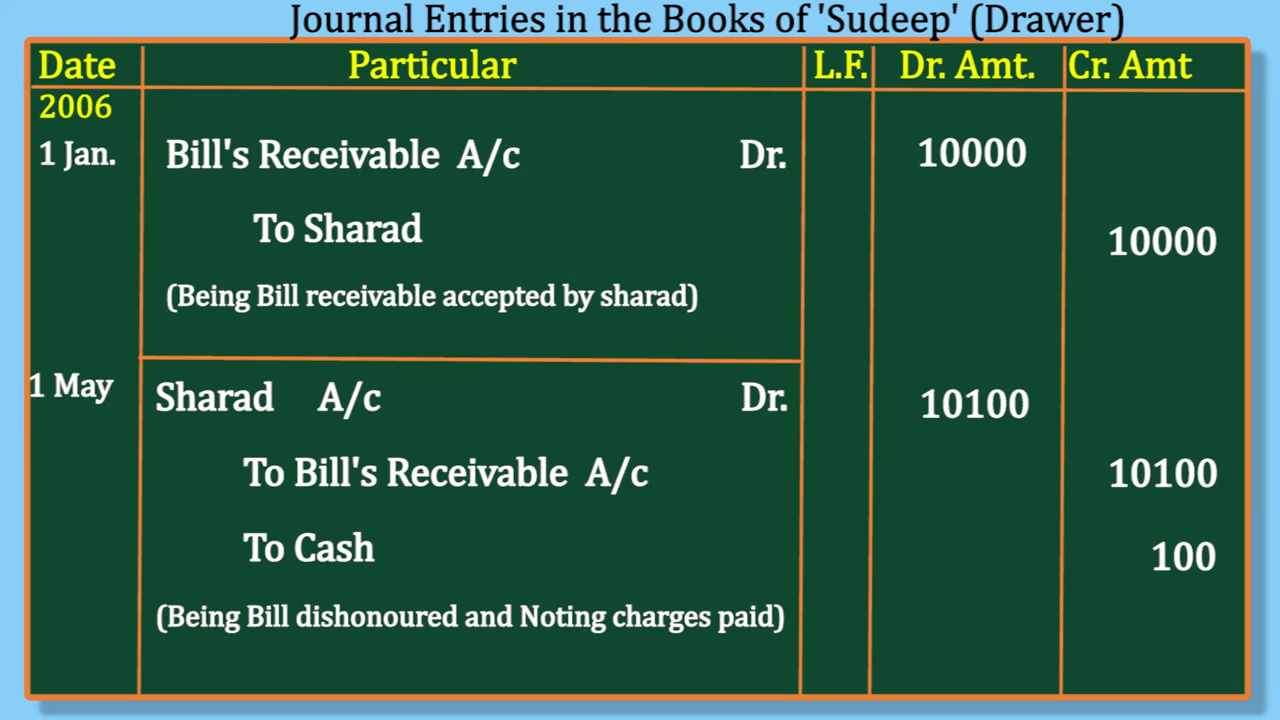 Journal Entries in the Books of 'Sudeep' (Drawer)
Date Particular L.F. Dr. Amt. Cr. Amt
2006
1 Jan. Bill's Receivable A/c Dr. 10000
To Sharad 10000
(Being Bill receivable accepted by sharad)
1 May Sharad A/c Dr. 10100
To Bill's Receivable A/c 10100
To Cash 100
(Being Bill dishonoured and Noting charges paid)